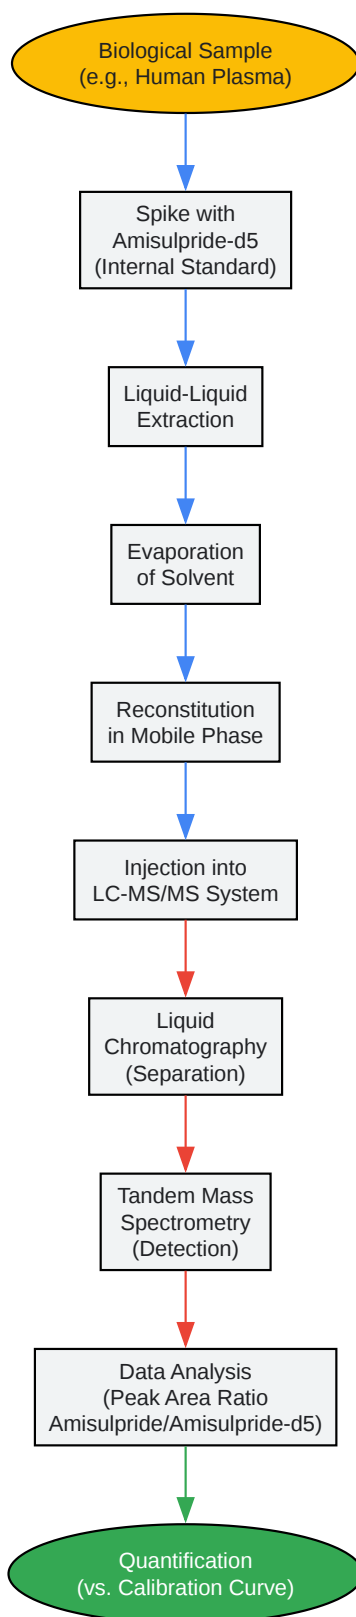 Biological Sample
(e.g., Human Plasma)
Spike with
Amisulpride-d5
(Internal Standard)
Liquid-Liquid
Extraction
Evaporation
of Solvent
Reconstitution
in Mobile Phase
Injection into
LC-MS/MS System
Liquid
Chromatography
(Separation)
Tandem Mass
Spectrometry
(Detection)
Data Analysis
(Peak Area Ratio
Amisulpride/Amisulpride-d5)
Quantification
(vs. Calibration Curve)